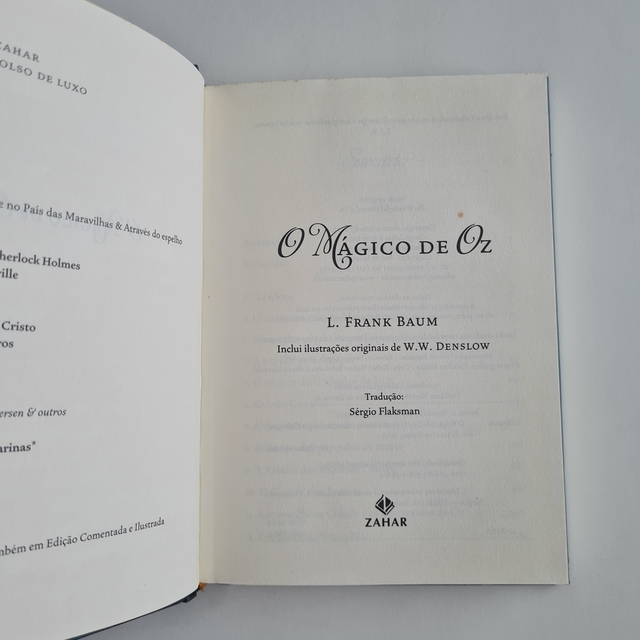 ZAHAR
OLSO DE LUXO
e no País das Maravilhas & Através do espelho
herlock Holmes
ville
Cristo
ros
ersen & outros
arinas*
mbém em Edição Comentada e Ilustrada
O Mágico de Oz
L. Frank Baum
Inclui ilustrações originais de W.W. Denslow
Tradução:
Sérgio Flaksman
ZAHAR